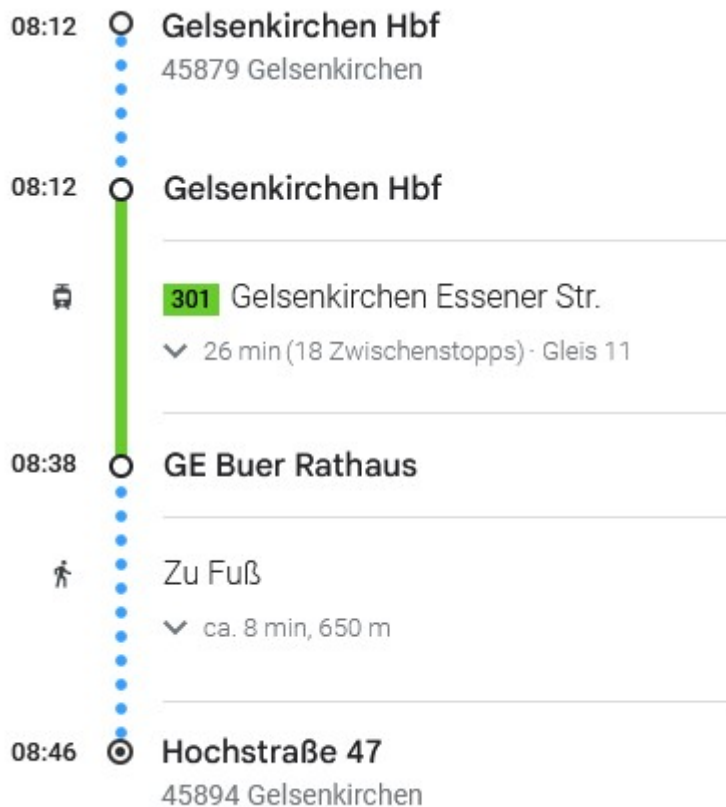 08:12 Gelsenkirchen Hbf
45879 Gelsenkirchen
08:12 Gelsenkirchen Hbf
301 Gelsenkirchen Essener Str.
26 min (18 Zwischenstopps) · Gleis 11
08:38 GE Buer Rathaus
Zu Fuß
ca. 8 min, 650 m
08:46 Hochstraße 47
45894 Gelsenkirchen